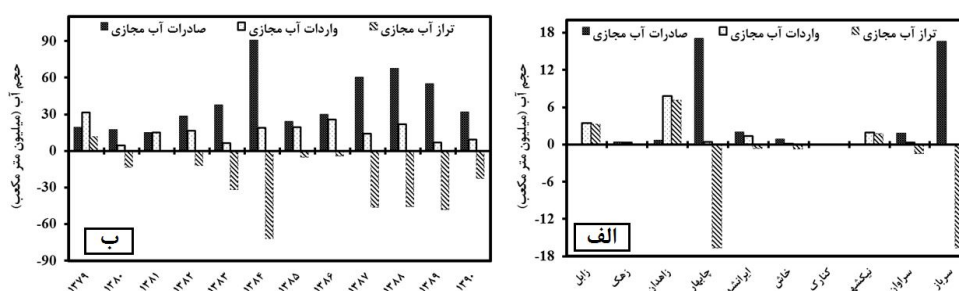 صادرات آب مجازی
واردات آب مجازی
تراز آب مجازی
حجم آب (میلیون متر مکعب)
18
12
6
0
-6
-12
-18
الف
زابل
زهک
زاهدان
چابهار
ایرانشهر
خاش
کنارک
نیکشهر
سراوان
سرباز
صادرات آب مجازی
واردات آب مجازی
تراز آب مجازی
حجم آب (میلیون متر مکعب)
90
60
30
0
-30
-60
-90
ب
۱۳۷۹
۱۳۸۰
۱۳۸۱
۱۳۸۲
۱۳۸۳
۱۳۸۴
۱۳۸۵
۱۳۸۶
۱۳۸۷
۱۳۸۸
۱۳۸۹
۱۳۹۰